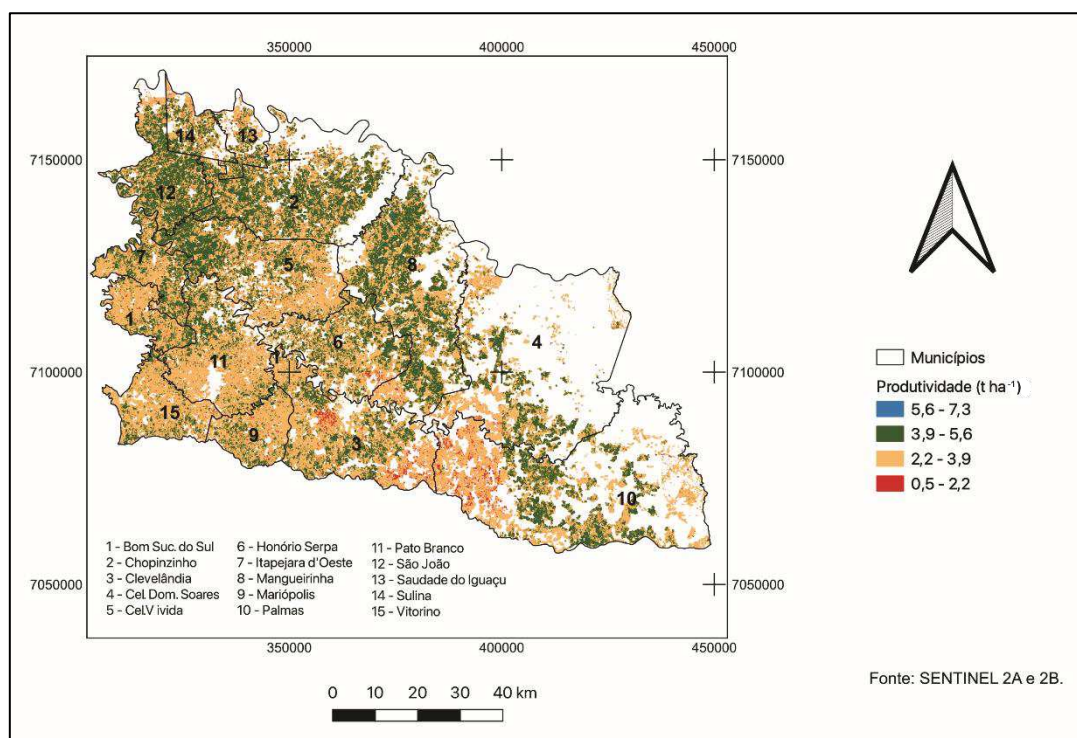 350000 400000 450000
7150000 7150000
7100000 7100000
7050000 7050000
350000 400000 450000
14
13
12
2
7
5
8
1
6
4
1
11
15
9
3
10
1 - Bom Suc. do Sul
2 - Chopinzinho
3 - Clevelândia
4 - Cel. Dom. Soares
5 - Cel.V ivida
6 - Honório Serpa
7 - Itapejara d'Oeste
8 - Mangueirinha
9 - Mariópolis
10 - Palmas
11 - Pato Branco
12 - São João
13 - Saudade do Iguaçu
14 - Sulina
15 - Vitorino
Municípios
Produtividade (t ha⁻¹)
5,6 - 7,3
3,9 - 5,6
2,2 - 3,9
0,5 - 2,2
0 10 20 30 40 km
Fonte: SENTINEL 2A e 2B.